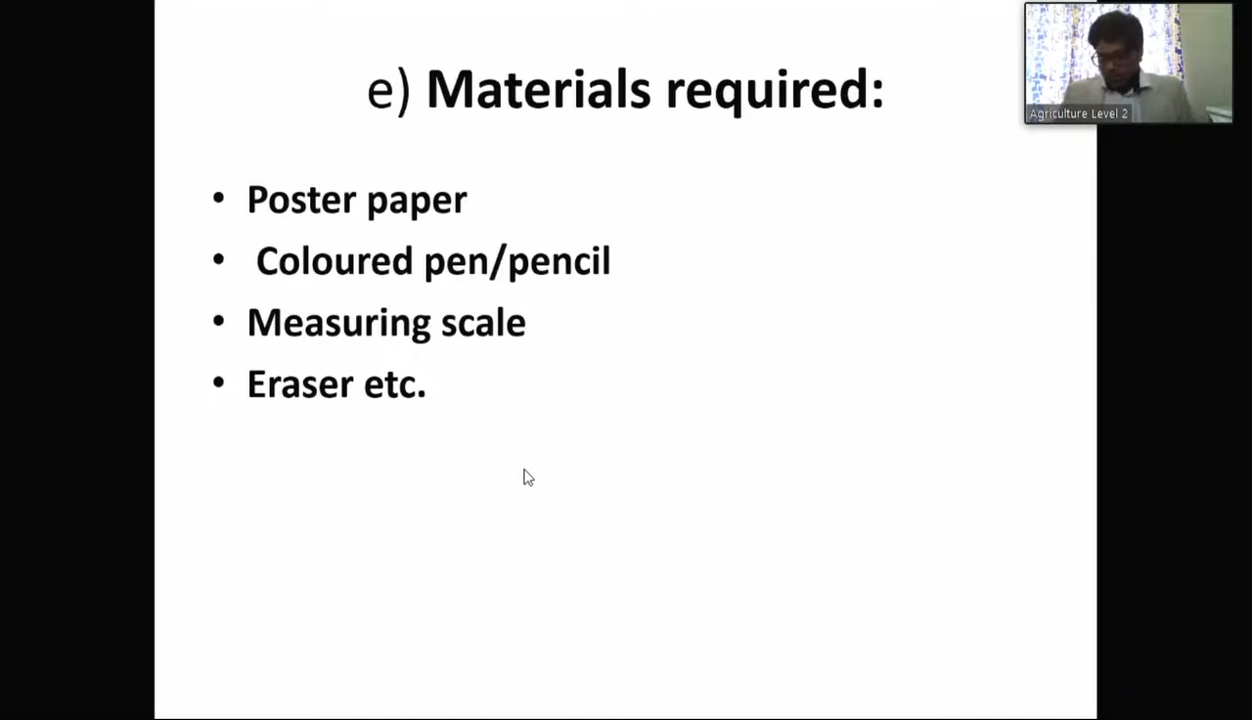 e) Materials required:
Agriculture Level 2
• Poster paper
• Coloured pen/pencil
• Measuring scale
• Eraser etc.